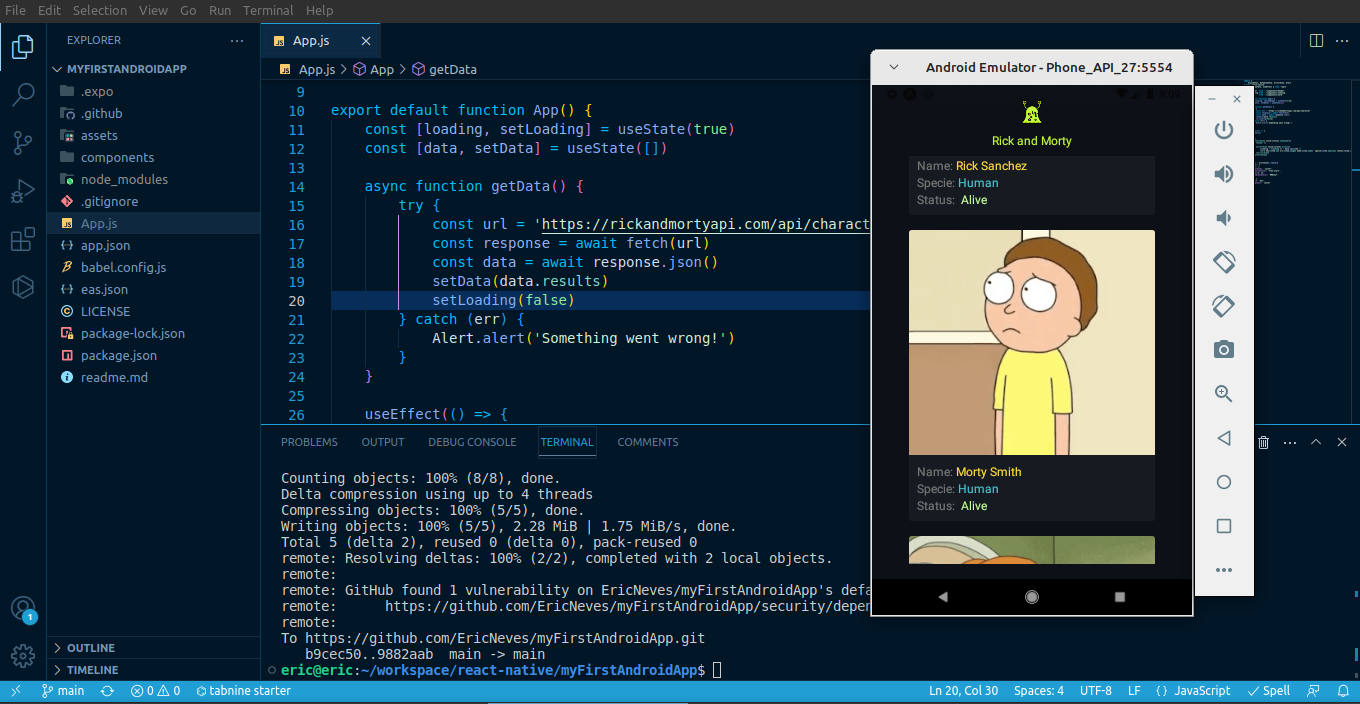 File Edit Selection View Go Run Terminal Help
EXPLORER
App.js
MYFIRSTANDROIDAPP
.expo
.github
assets
components
node_modules
.gitignore
App.js
app.json
babel.config.js
eas.json
LICENSE
package-lock.json
package.json
readme.md
OUTLINE
TIMELINE
App.js > App > getData
9
10 export default function App() {
11 const [loading, setLoading] = useState(true)
12 const [data, setData] = useState([])
13
14 async function getData() {
15 try {
16 const url = 'https://rickandmortyapi.com/api/charact
17 const response = await fetch(url)
18 const data = await response.json()
19 setData(data.results)
20 setLoading(false)
21 } catch (err) {
22 Alert.alert('Something went wrong!')
23 }
24 }
25
26 useEffect(() => {
PROBLEMS OUTPUT DEBUG CONSOLE TERMINAL COMMENTS
Counting objects: 100% (8/8), done.
Delta compression using up to 4 threads
Compressing objects: 100% (5/5), done.
Writing objects: 100% (5/5), 2.28 MiB | 1.75 MiB/s, done.
Total 5 (delta 2), reused 0 (delta 0), pack-reused 0
remote: Resolving deltas: 100% (2/2), completed with 2 local objects.
remote:
remote: GitHub found 1 vulnerability on EricNeves/myFirstAndroidApp's defa
remote: https://github.com/EricNeves/myFirstAndroidApp/security/depen
remote:
To https://github.com/EricNeves/myFirstAndroidApp.git
b9cec50..9882aab main -> main
eric@eric:~/workspace/react-native/myFirstAndroidApp$
Android Emulator - Phone_API_27:5554
Rick and Morty
Name: Rick Sanchez
Specie: Human
Status: Alive
Name: Morty Smith
Specie: Human
Status: Alive
1
main 0 0 tabnine starter
Ln 20, Col 30 Spaces: 4 UTF-8 LF {} JavaScript Spell